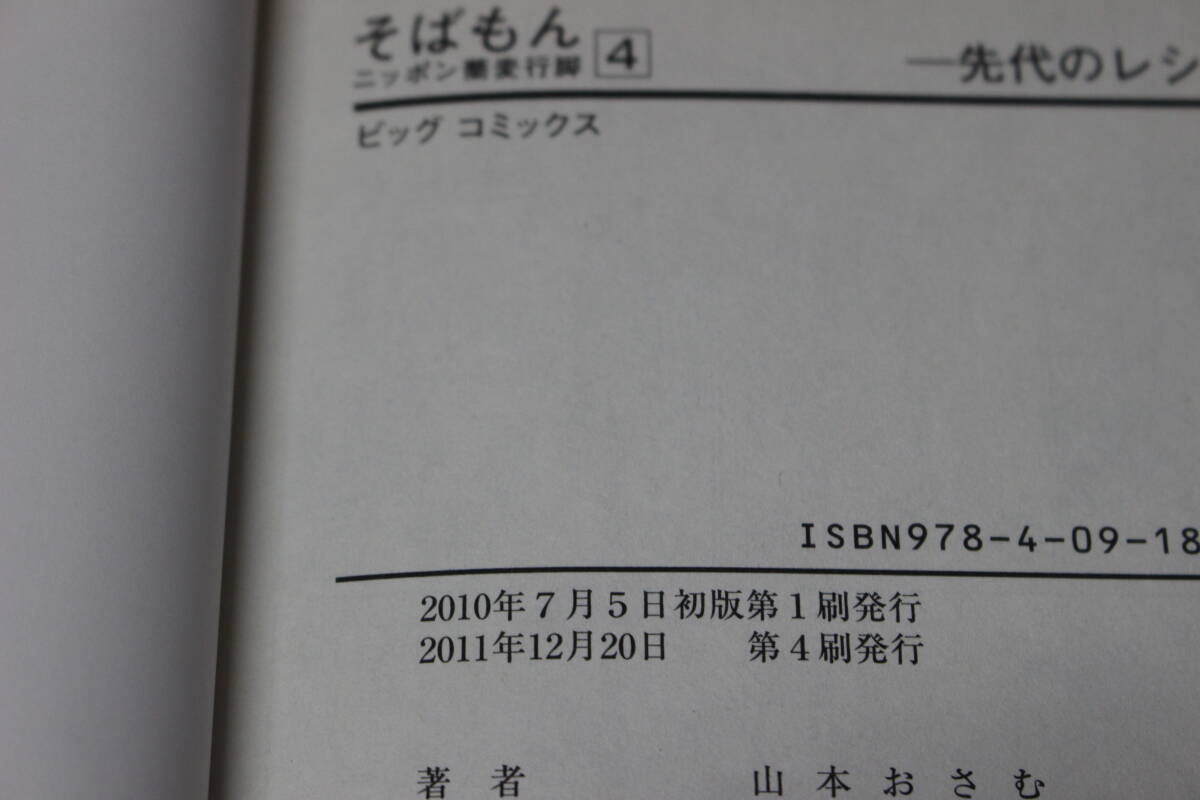 そばもん 4 ―先代のレシ
ニッポン蕎麦行脚
ビッグ コミックス
ISBN978-4-09-18
2010年7月5日初版第1刷発行
2011年12月20日 第4刷発行
著者 山本おさむ